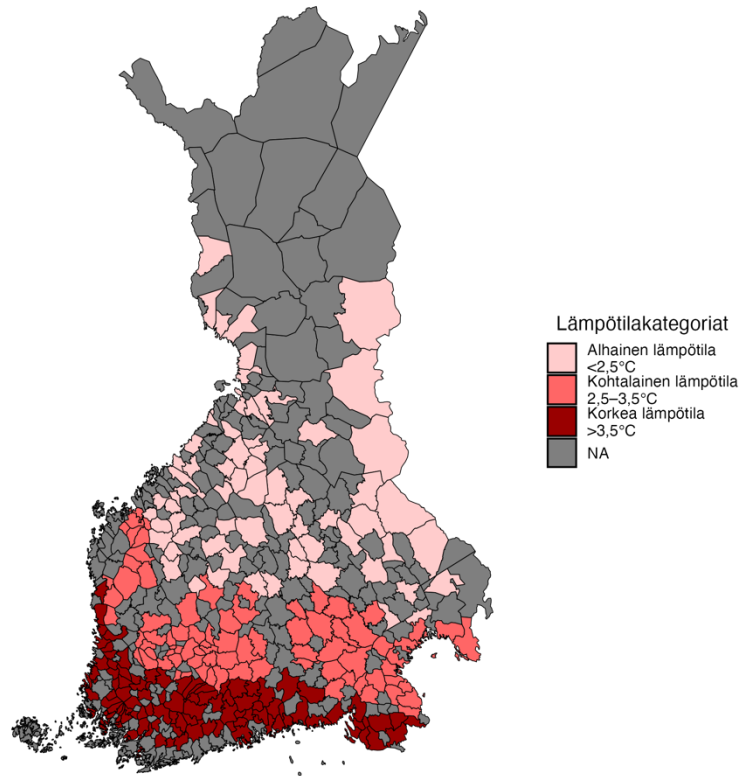 Lämpötilakategoriat
Alhainen lämpötila
<2,5°C
Kohtalainen lämpötila
2,5–3,5°C
Korkea lämpötila
>3,5°C
NA